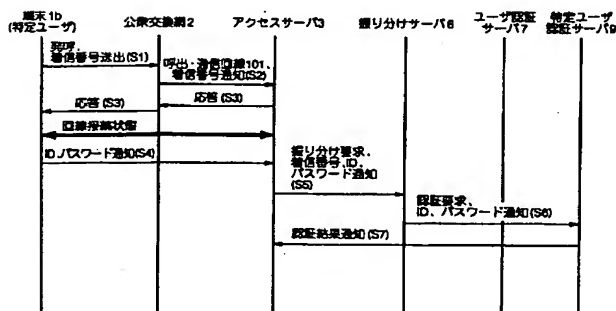 端末1b
(特定ユーザ)
公衆交換網2
アクセスサーバ3
振り分けサーバ6
ユーザ認証
サーバ7
特定ユーザ
認証サーバ9
発呼、
着信番号送出(S1)
呼出・通信回線101、
着信番号通知(S2)
応答(S3)
応答(S3)
回線接続状態
ID、パスワード通知(S4)
振り分け要求、
着信番号、ID、
パスワード通知
(S5)
認証要求、
ID、パスワード通知(S6)
認証結果通知(S7)